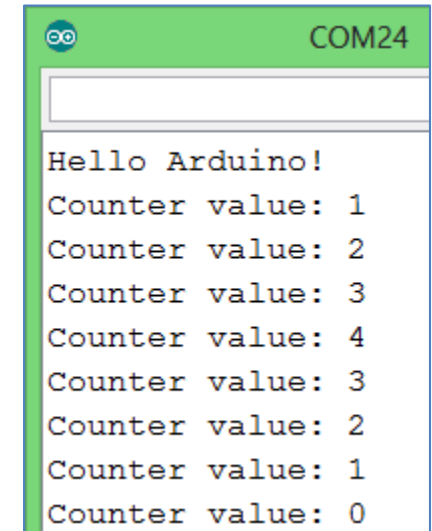 COM24
Hello Arduino!
Counter value: 1
Counter value: 2
Counter value: 3
Counter value: 4
Counter value: 3
Counter value: 2
Counter value: 1
Counter value: 0